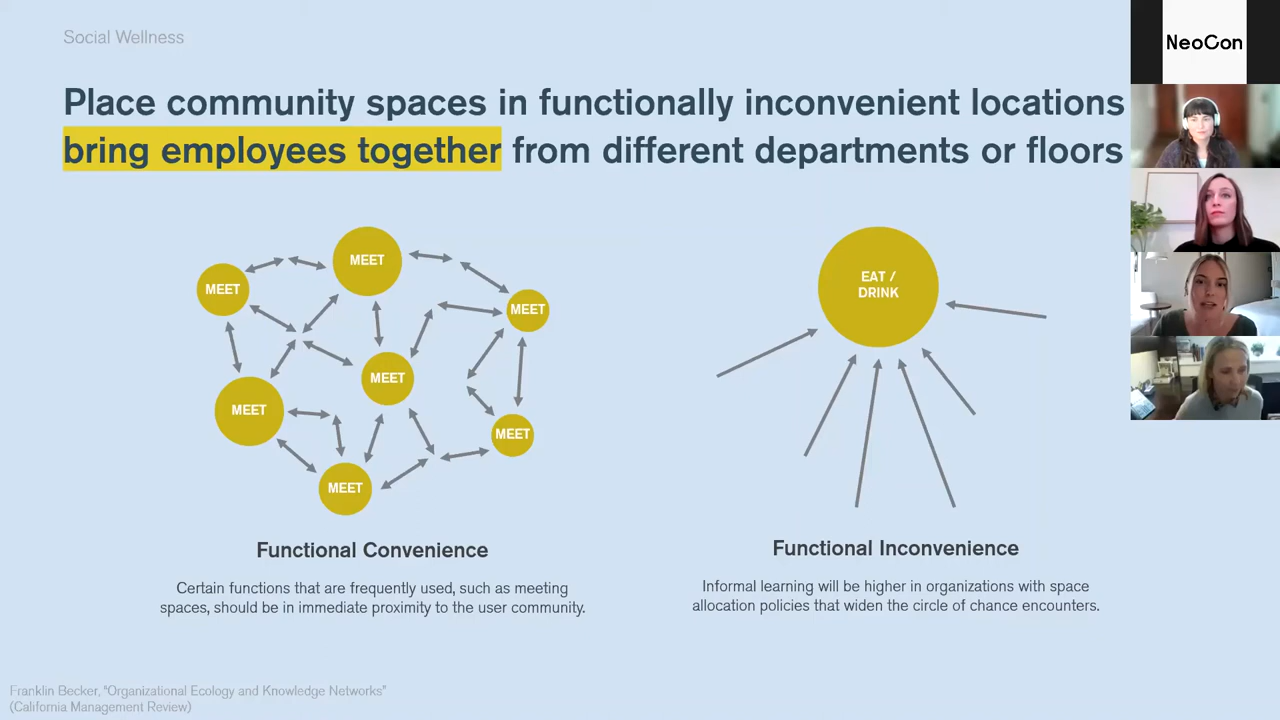 Social Wellness
NeoCon
Place community spaces in functionally inconvenient locations
bring employees together from different departments or floors
MEET
MEET
MEET
MEET
MEET
MEET
MEET
EAT /
DRINK
Functional Convenience
Certain functions that are frequently used, such as meeting
spaces, should be in immediate proximity to the user community.
Functional Inconvenience
Informal learning will be higher in organizations with space
allocation policies that widen the circle of chance encounters.
Franklin Becker, "Organizational Ecology and Knowledge Networks"
(California Management Review)